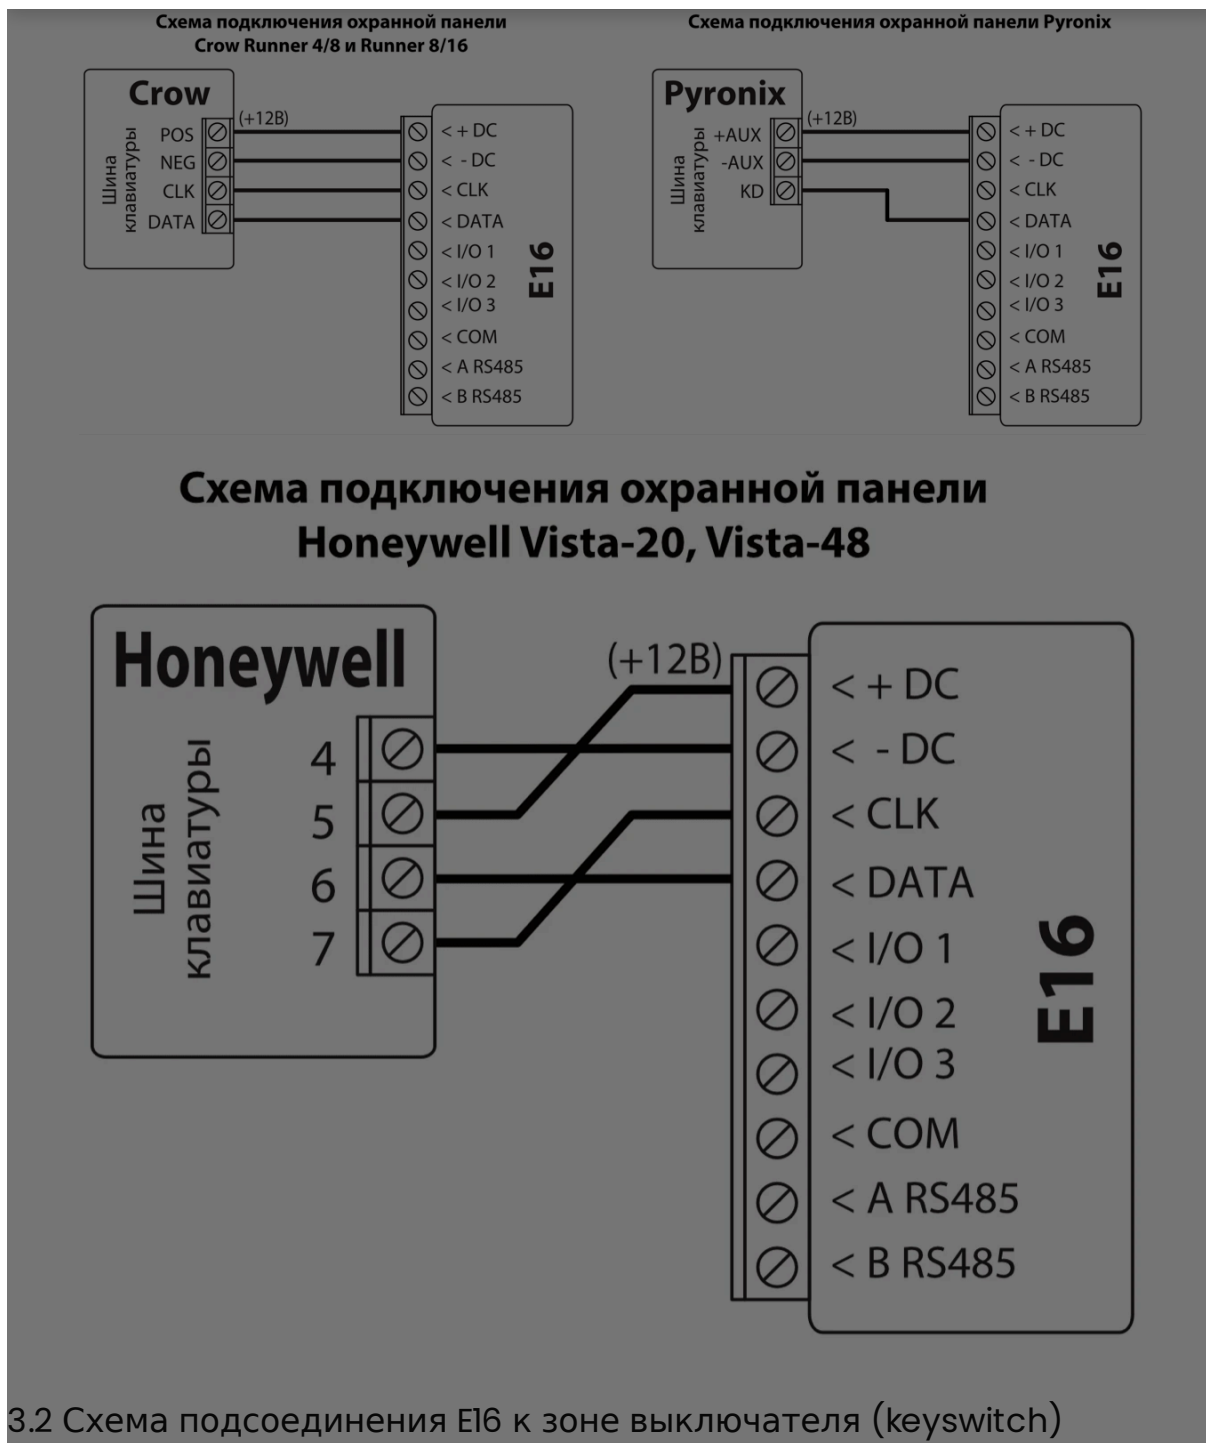 Схема подключения охранной панели
Crow Runner 4/8 и Runner 8/16
Crow
Шина
клавиатуры
POS
NEG
CLK
DATA
(+12В)
< + DC
< - DC
< CLK
< DATA
< I/O 1
< I/O 2
< I/O 3
< COM
< A RS485
< B RS485
E16
Схема подключения охранной панели Pyronix
Pyronix
Шина
клавиатуры
+AUX
-AUX
KD
(+12В)
< + DC
< - DC
< CLK
< DATA
< I/O 1
< I/O 2
< I/O 3
< COM
< A RS485
< B RS485
E16
Схема подключения охранной панели
Honeywell Vista-20, Vista-48
Honeywell
Шина
клавиатуры
4
5
6
7
(+12В)
< + DC
< - DC
< CLK
< DATA
< I/O 1
< I/O 2
< I/O 3
< COM
< A RS485
< B RS485
E16
3.2 Схема подсоединения E16 к зоне выключателя (keyswitch)